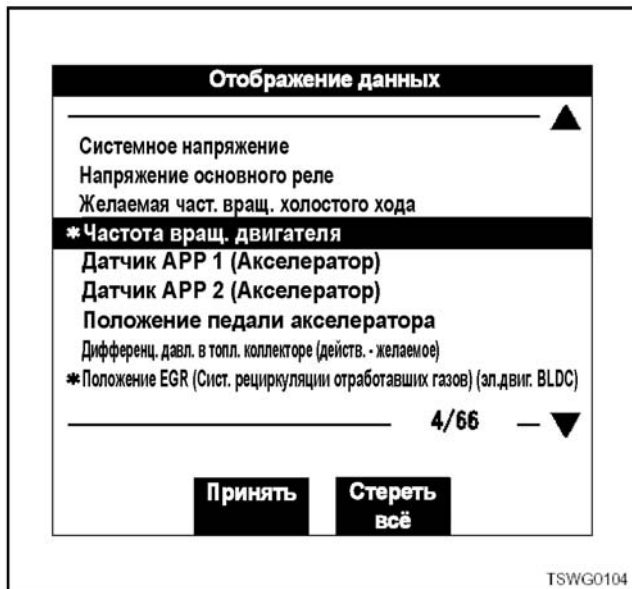 Отображение данных
Системное напряжение
Напряжение основного реле
Желаемая част. вращ. холостого хода
*Частота вращ. двигателя
Датчик APP 1 (Акселератор)
Датчик APP 2 (Акселератор)
Положение педали акселератора
Дифференц. давл. в топл. коллекторе (действ. - желаемое)
*Положение EGR (Сист. рециркуляции отработавших газов) (эл.двиг. BLDC)
4/66
Принять
Стереть
всё
TSWG0104